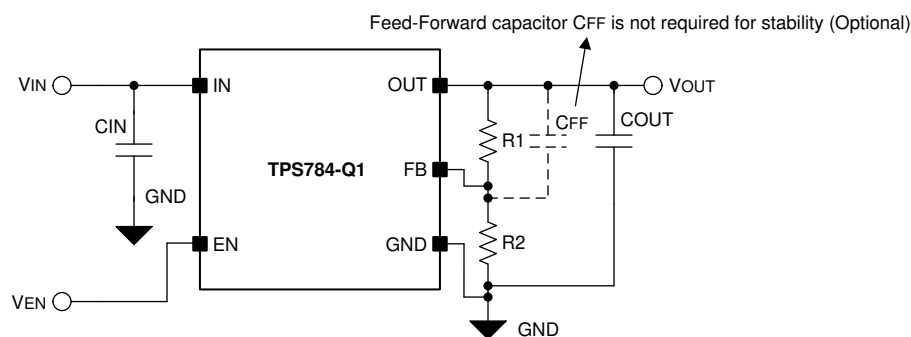 Feed-Forward capacitor CFF is not required for stability (Optional)
VIN
IN
OUT
VOUT
CIN
R1
CFF
COUT
TPS784-Q1
FB
GND
EN
GND
R2
VEN
GND